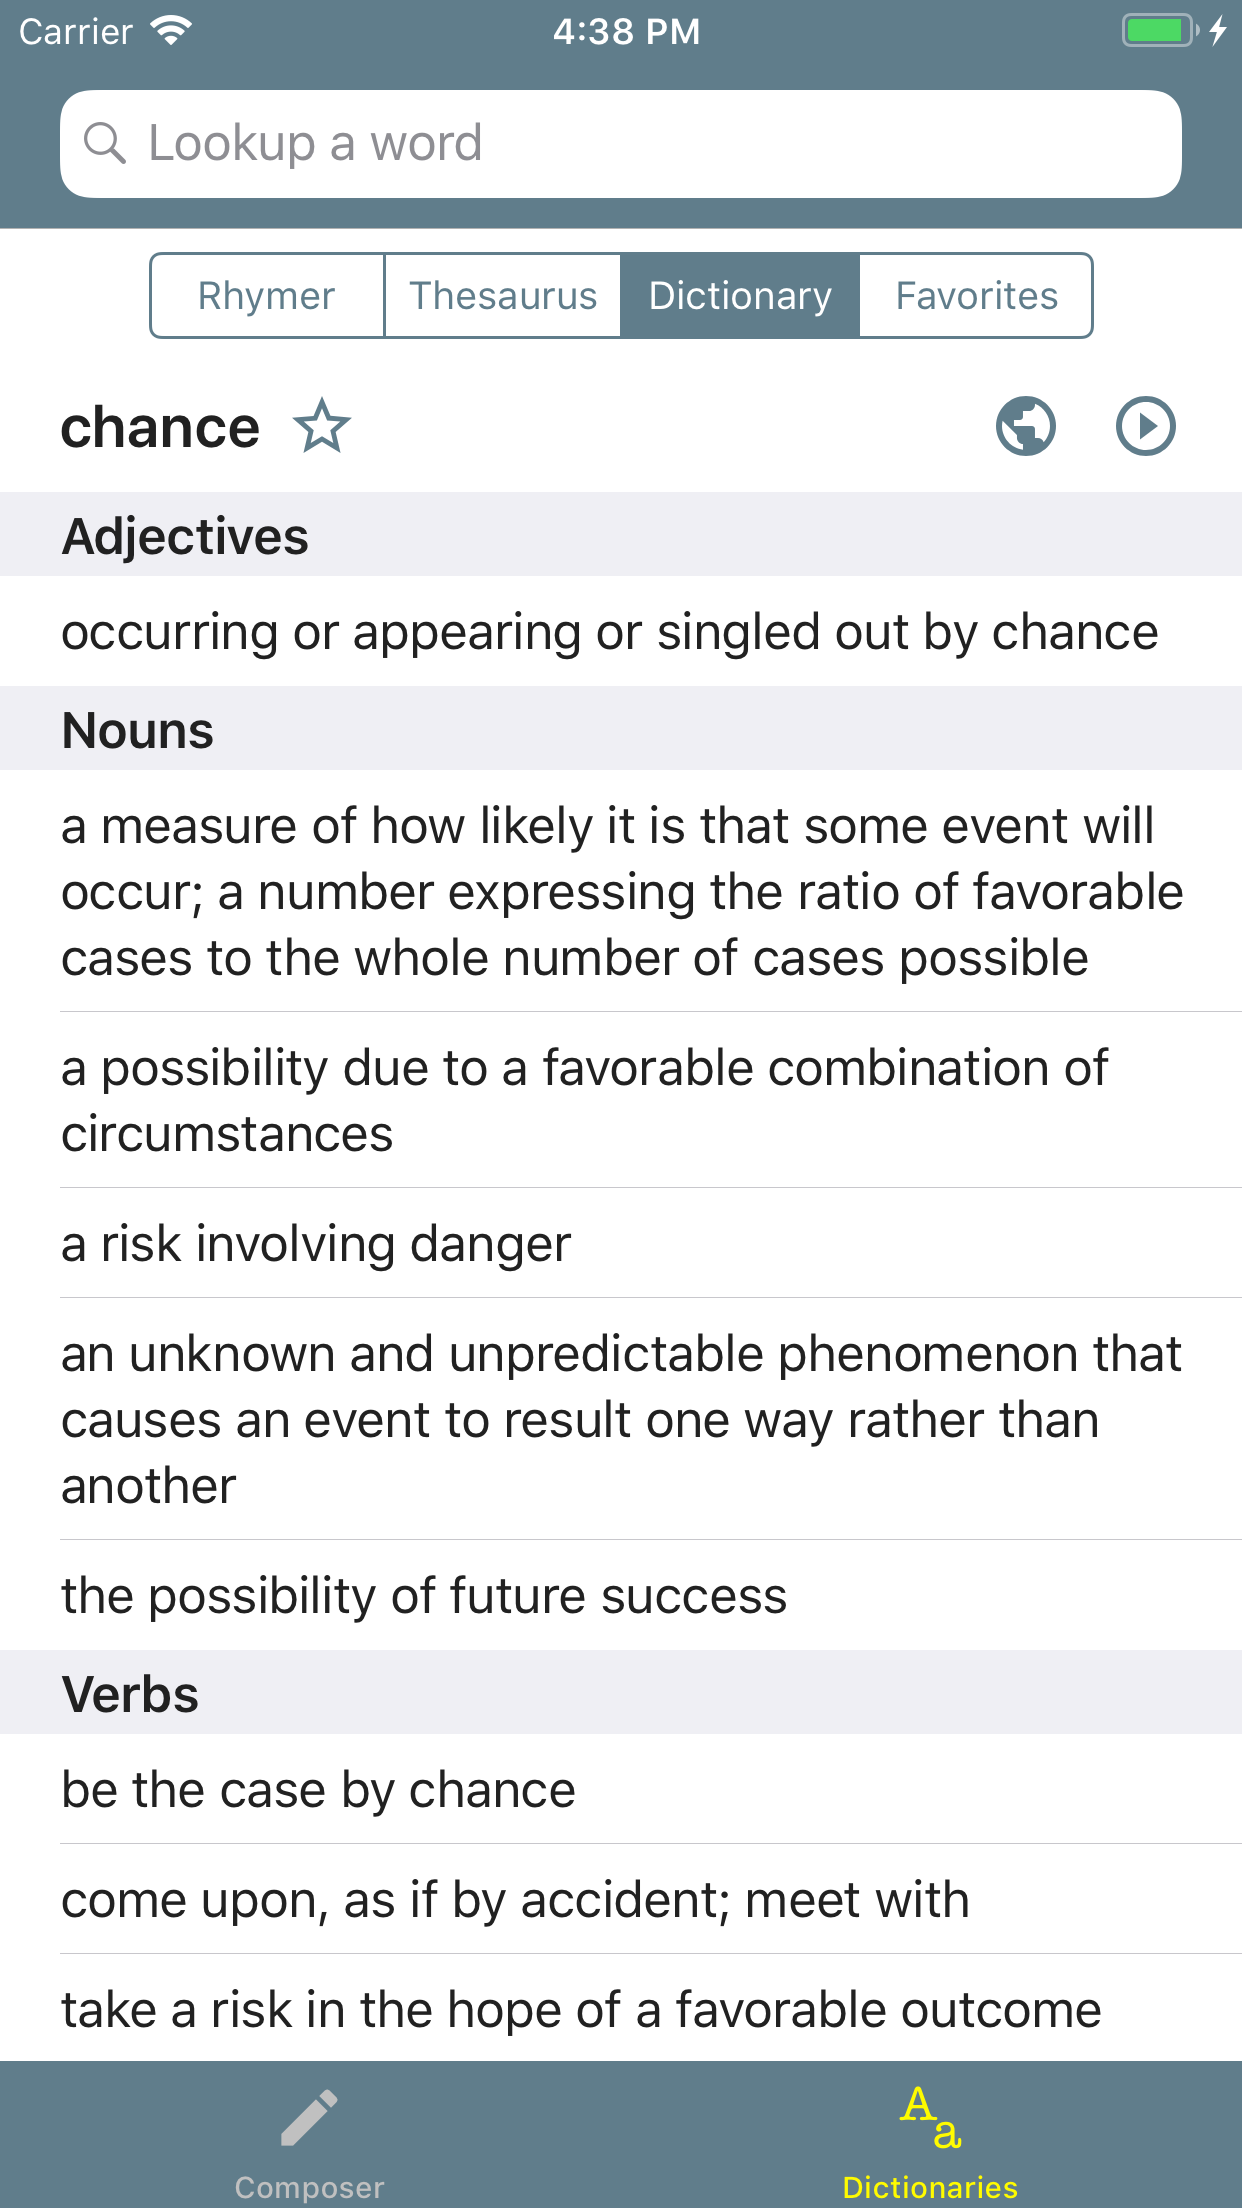 Carrier 4:38 PM
Lookup a word
Rhymer Thesaurus Dictionary Favorites
chance
Adjectives
occurring or appearing or singled out by chance
Nouns
a measure of how likely it is that some event will
occur; a number expressing the ratio of favorable
cases to the whole number of cases possible
a possibility due to a favorable combination of
circumstances
a risk involving danger
an unknown and unpredictable phenomenon that
causes an event to result one way rather than
another
the possibility of future success
Verbs
be the case by chance
come upon, as if by accident; meet with
take a risk in the hope of a favorable outcome
A
a
Composer Dictionaries